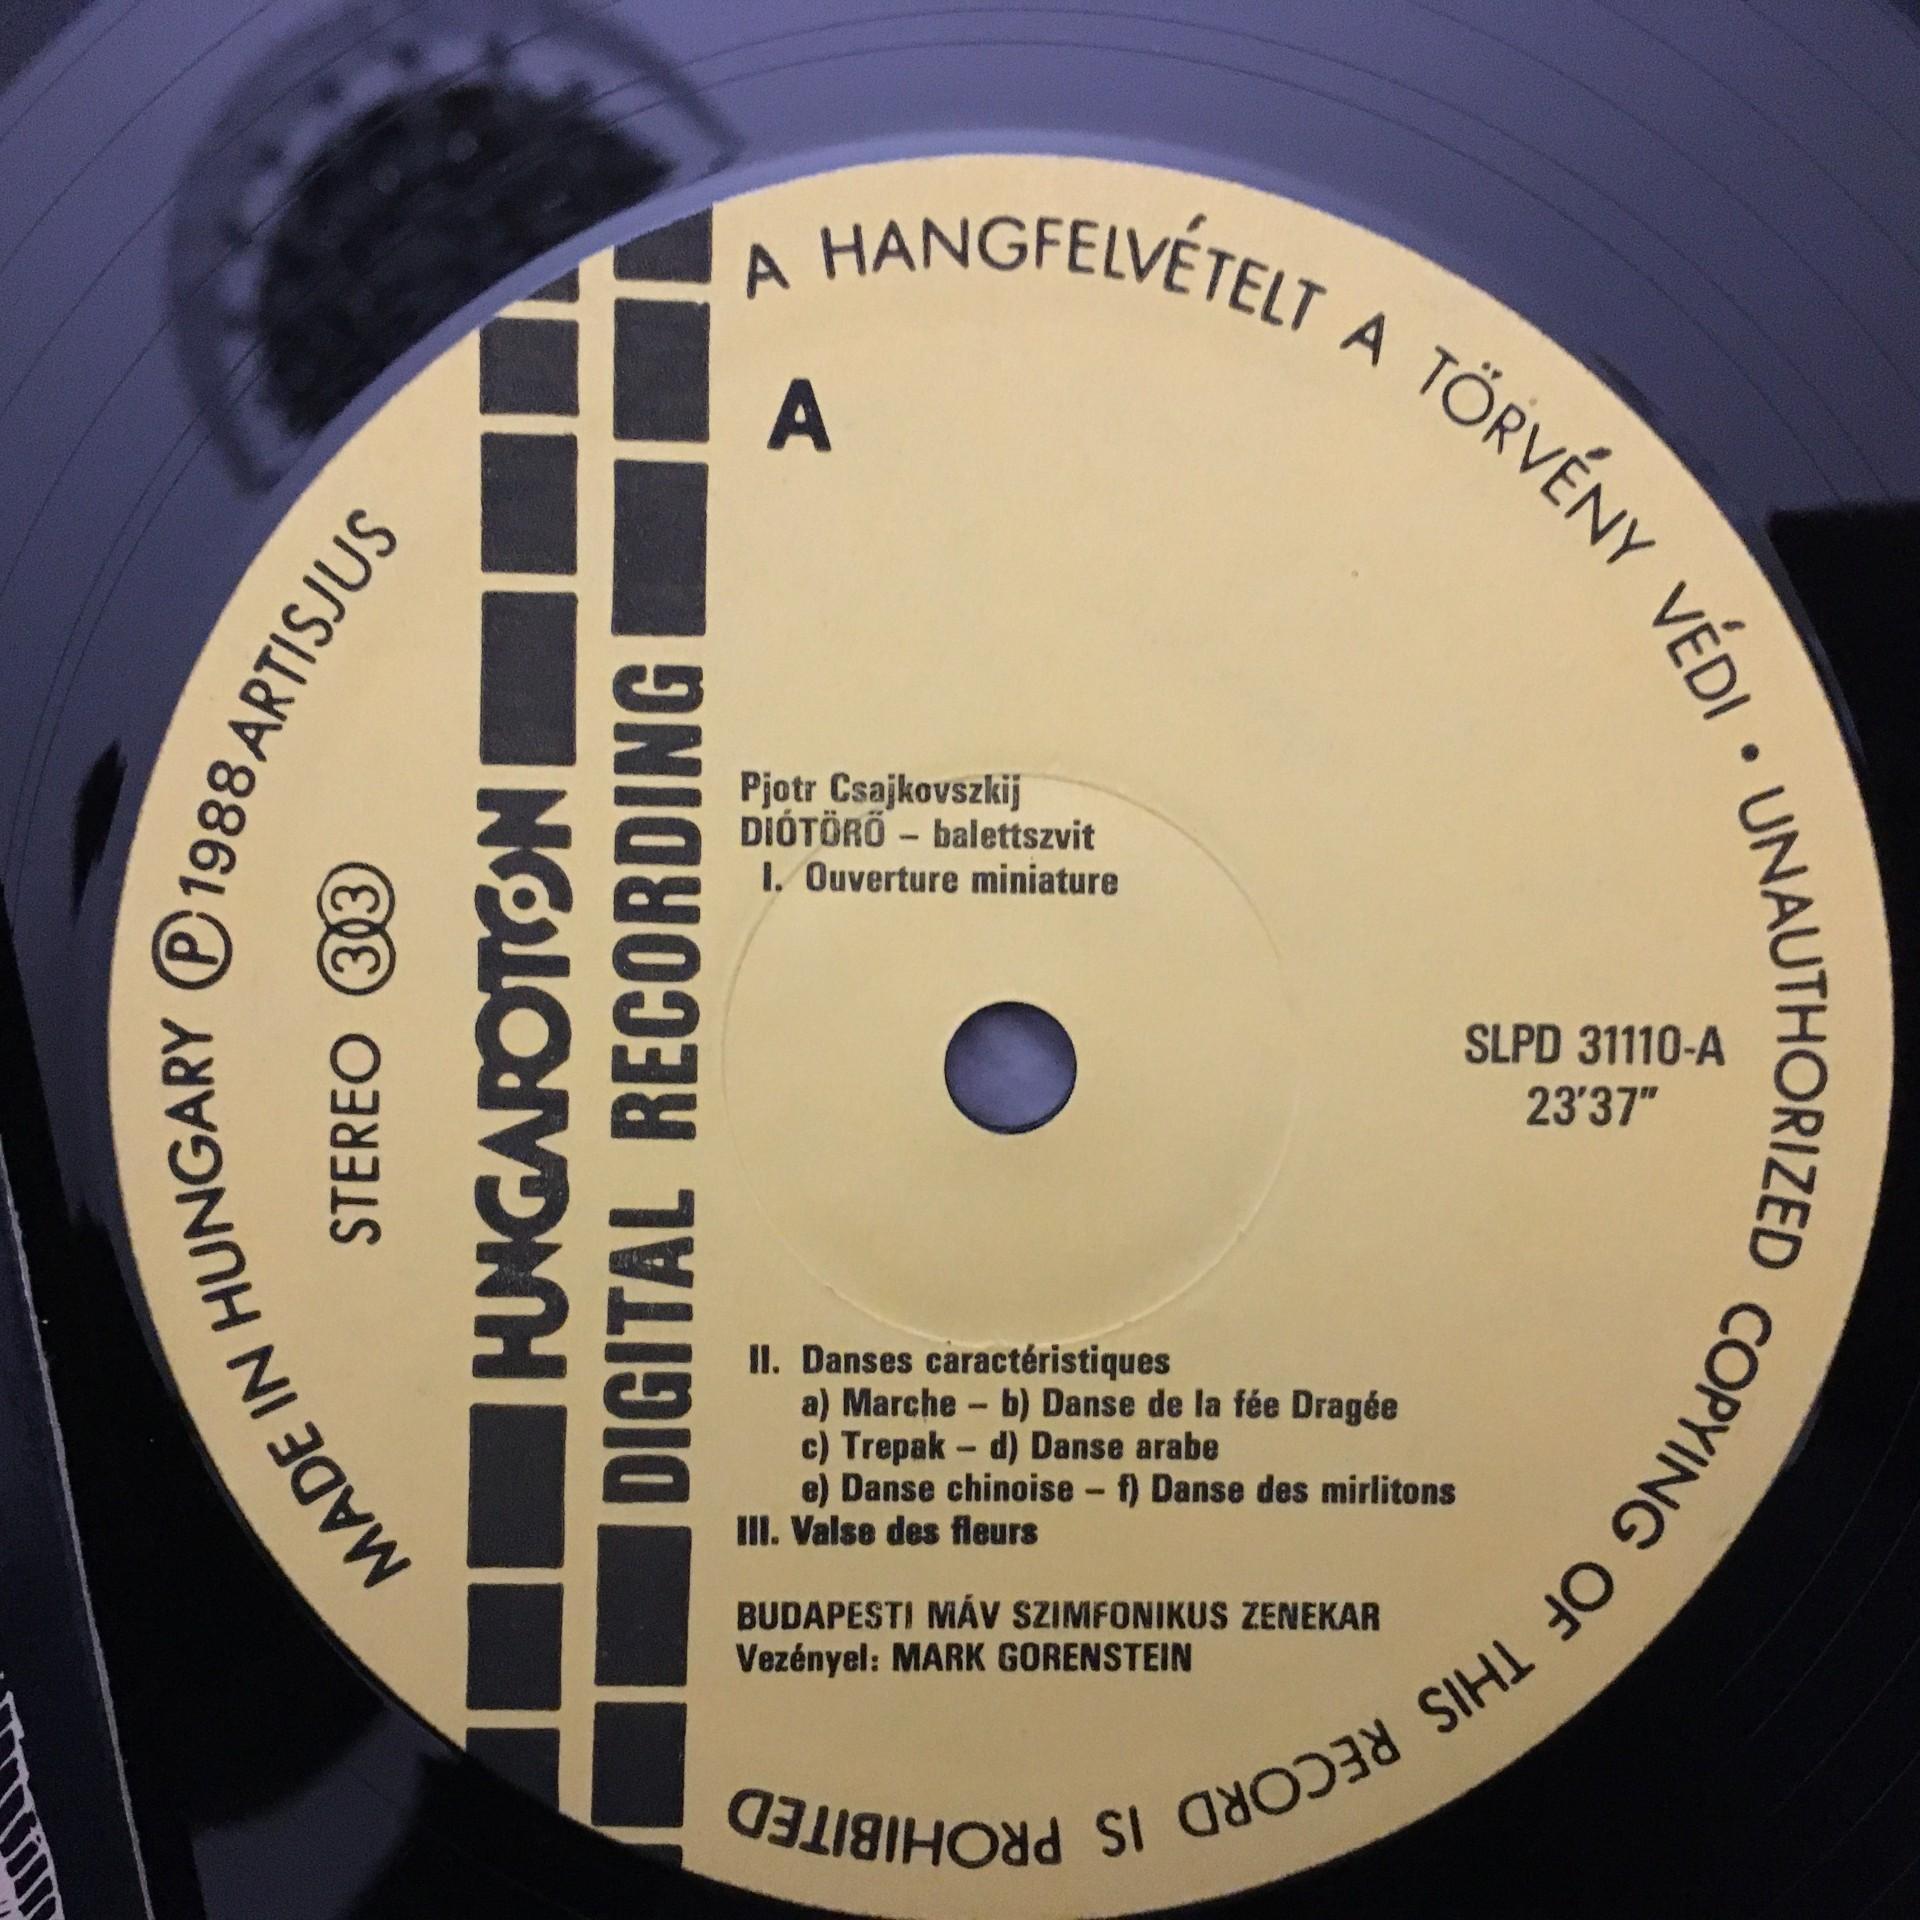 A HANGFELVÉTELT A TÖRVÉNY VÉDI • UNAUTHORIZED COPYING OF THIS RECORD IS PROHIBITED
MADE IN HUNGARY Ⓟ 1988 ARTISJUS
STEREO 33
HUNGAROTON
DIGITAL RECORDING
A
Pjotr Csajkovszkij
DIÓTÖRŐ – balettszvit
I. Ouverture miniature
SLPD 31110-A
23′37″
II. Danses caractéristiques
a) Marche – b) Danse de la fée Dragée
c) Trepak – d) Danse arabe
e) Danse chinoise – f) Danse des mirlitons
III. Valse des fleurs
BUDAPESTI MÁV SZIMFONIKUS ZENEKAR
Vezényel: MARK GORENSTEIN